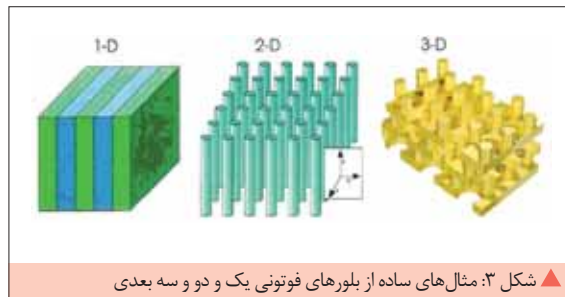 1-D 2-D 3-D
شکل ۳: مثال‌های ساده از بلورهای فوتونی یک و دو و سه بعدی